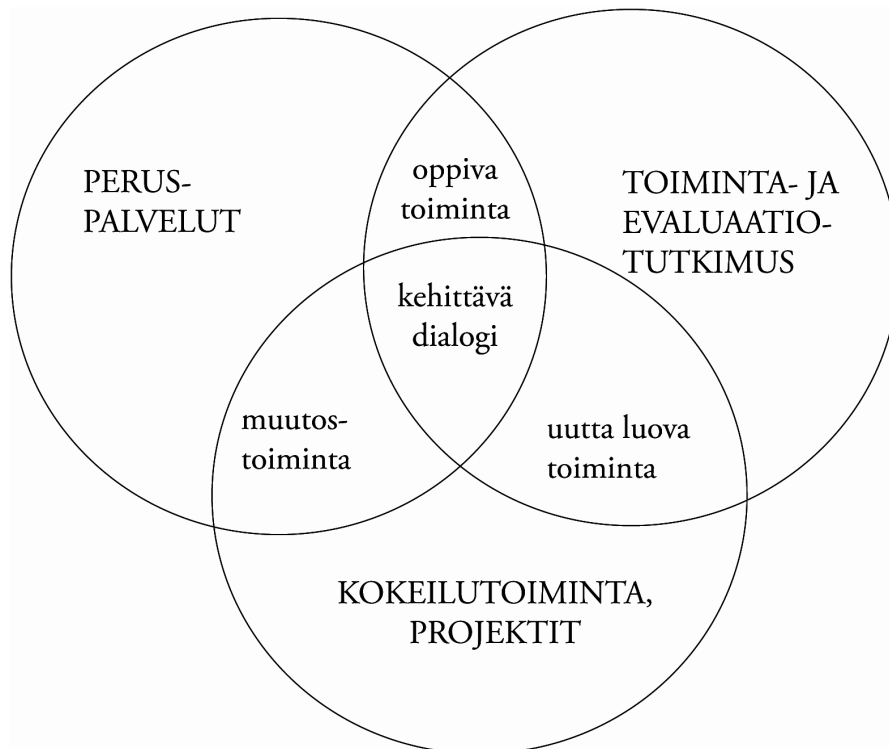 PERUS-
PALVELUT
oppiva
toiminta
TOIMINTA- JA
EVALUAATIO-
TUTKIMUS
kehittävä
dialogi
muutos-
toiminta
uutta luova
toiminta
KOKEILUTOIMINTA,
PROJEKTIT